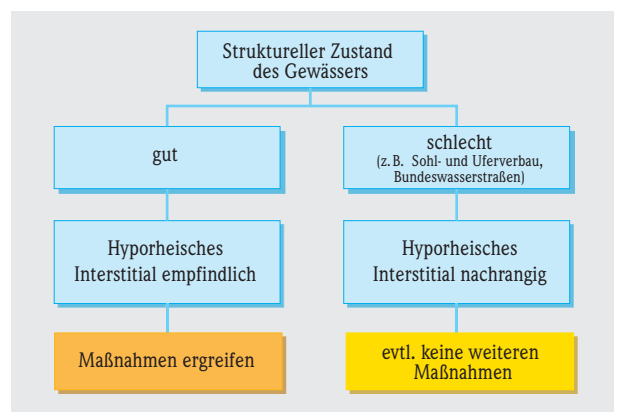 Struktureller Zustand
des Gewässers
gut
schlecht
(z. B. Sohl- und Uferverbau,
Bundeswasserstraßen)
Hyporheisches
Interstitial empfindlich
Hyporheisches
Interstitial nachrangig
Maßnahmen ergreifen
evtl. keine weiteren
Maßnahmen